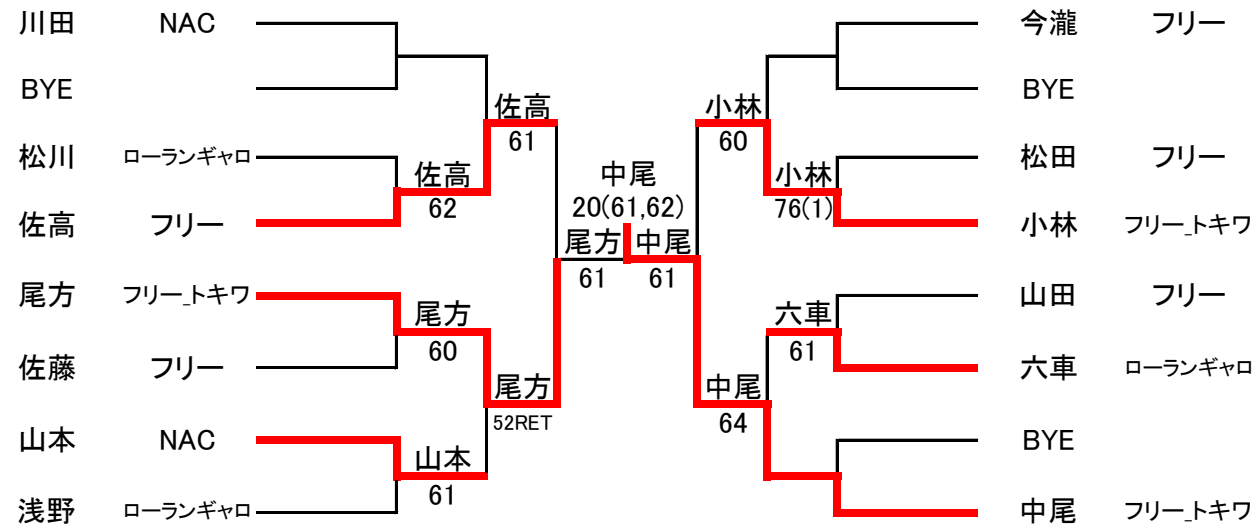 川田 NAC
BYE
松川 ローランギャロ
佐高 フリー
尾方 フリー_トキワ
佐藤 フリー
山本 NAC
浅野 ローランギャロ
佐高
62
尾方
60
山本
61
佐高
61
尾方
52RET
中尾
20(61,62)
尾方 中尾
61 61
小林
60
中尾
64
小林
76(1)
六車
61
今瀧 フリー
BYE
松田 フリー
小林 フリー_トキワ
山田 フリー
六車 ローランギャロ
BYE
中尾 フリー_トキワ